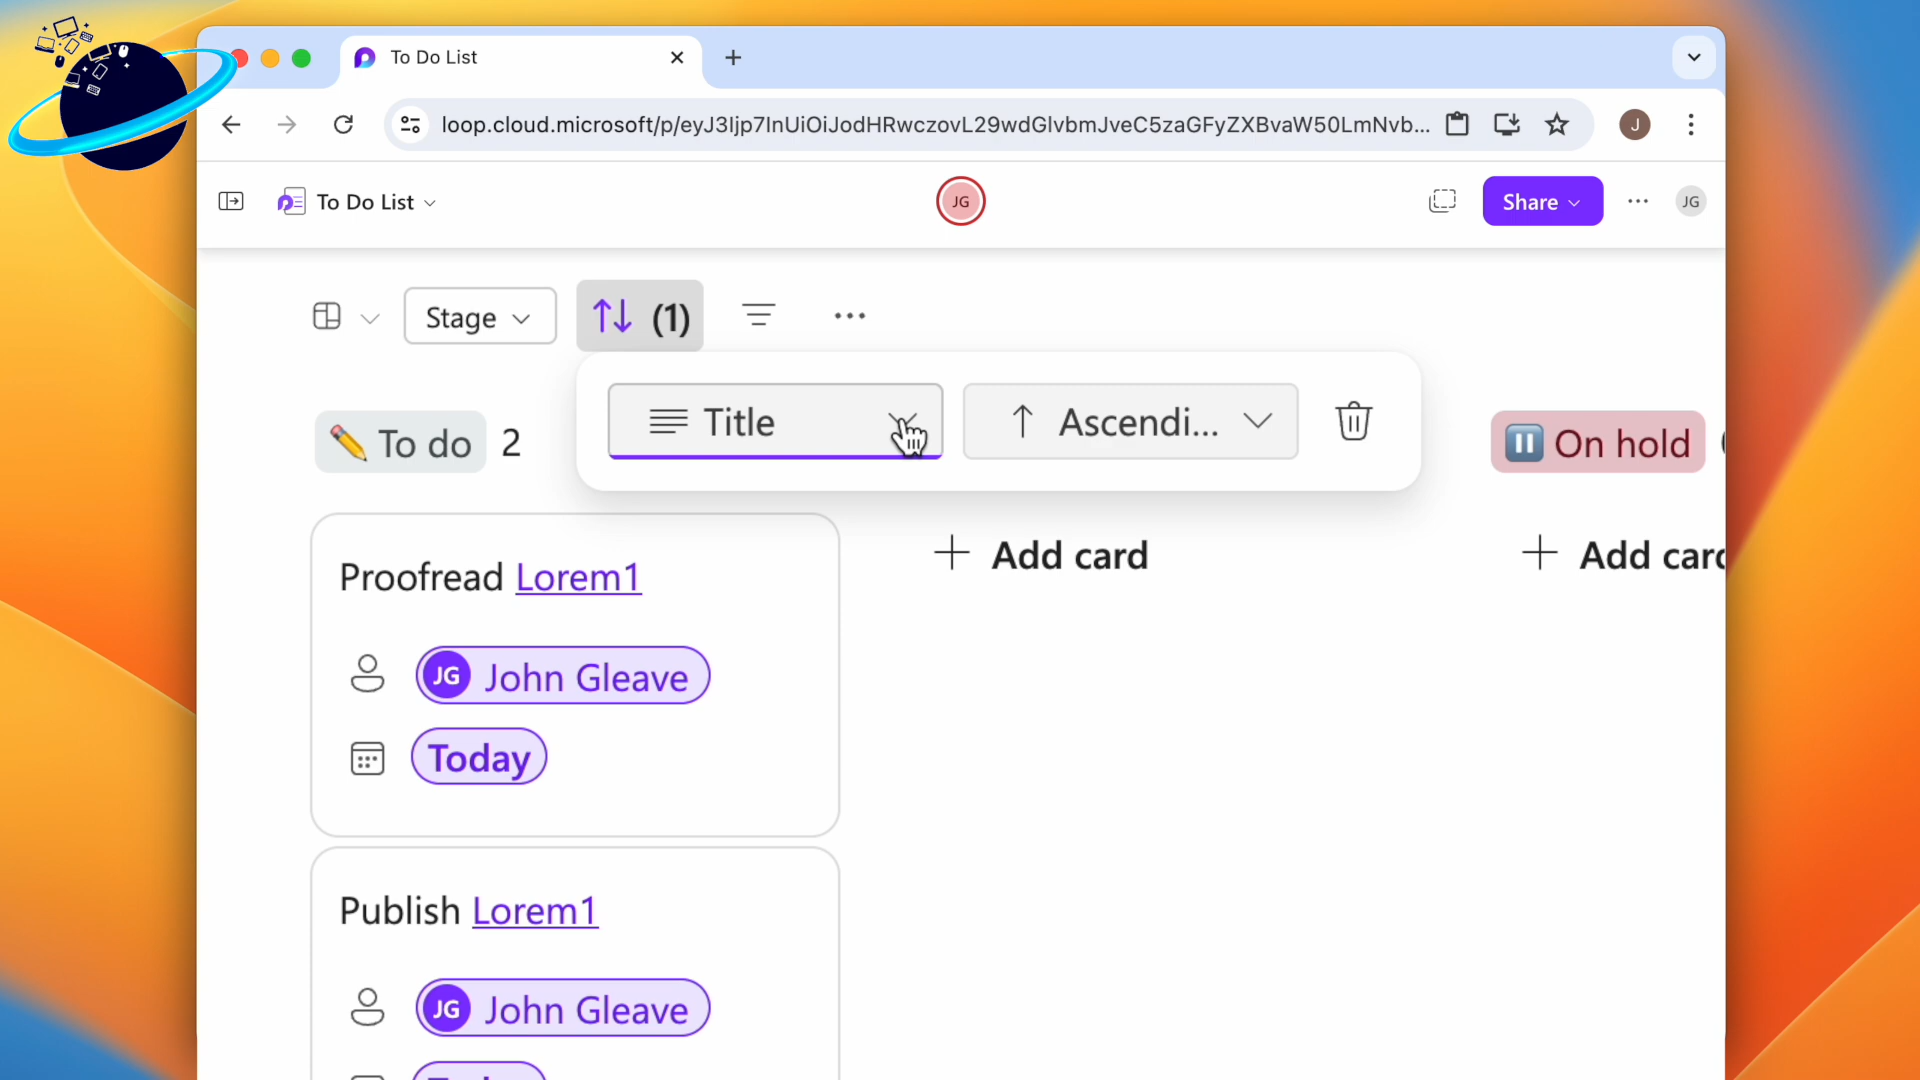 To Do List
loop.cloud.microsoft/p/eyJ3Ijp7InUiOiJodHRwczovL29wdGlvbmJveC5zaGFyZXBvaW50LmNvb...
J
To Do List
JG
Share
JG
Stage
(1)
Title
Ascendi...
To do 2
On hold
Add card
Add card
Proofread Lorem1
JG John Gleave
Today
Publish Lorem1
JG John Gleave